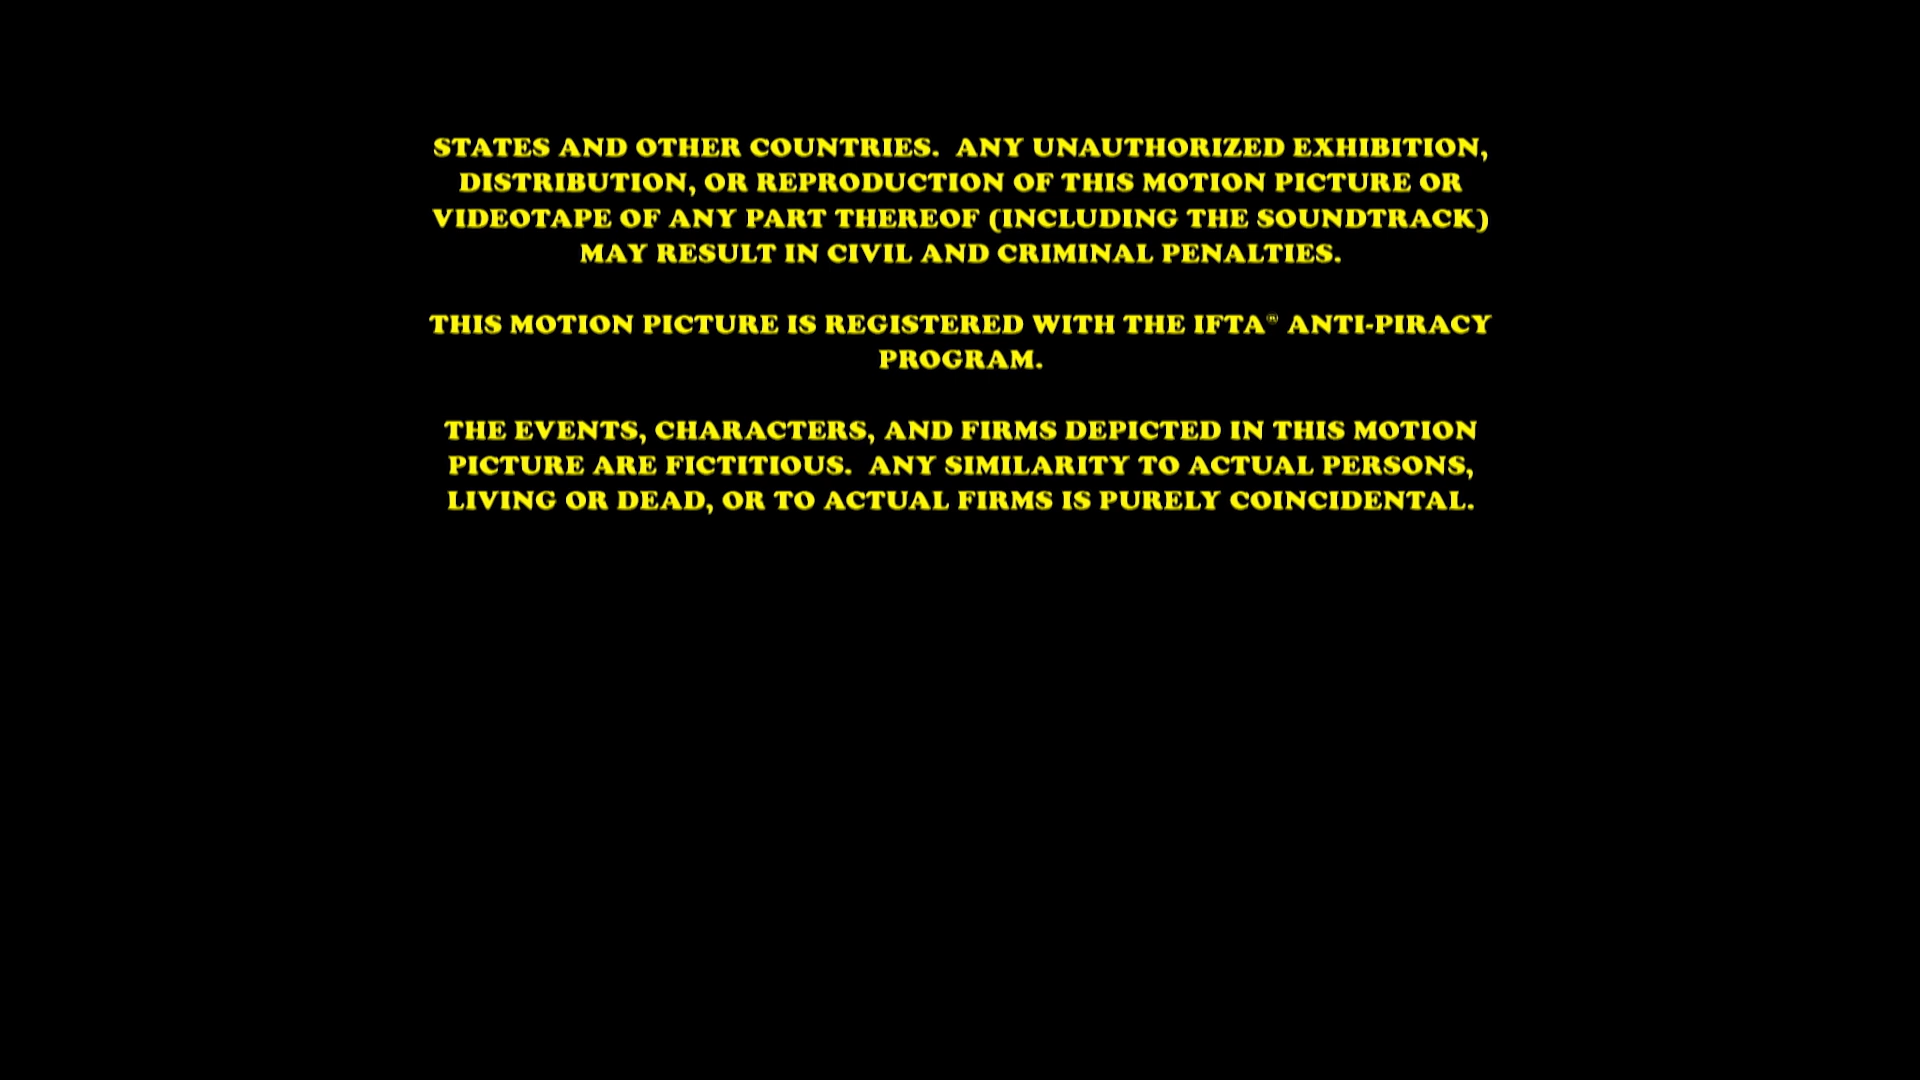 STATES AND OTHER COUNTRIES.  ANY UNAUTHORIZED EXHIBITION,
DISTRIBUTION, OR REPRODUCTION OF THIS MOTION PICTURE OR
VIDEOTAPE OF ANY PART THEREOF (INCLUDING THE SOUNDTRACK)
MAY RESULT IN CIVIL AND CRIMINAL PENALTIES.
THIS MOTION PICTURE IS REGISTERED WITH THE IFTA® ANTI-PIRACY
PROGRAM.
THE EVENTS, CHARACTERS, AND FIRMS DEPICTED IN THIS MOTION
PICTURE ARE FICTITIOUS.  ANY SIMILARITY TO ACTUAL PERSONS,
LIVING OR DEAD, OR TO ACTUAL FIRMS IS PURELY COINCIDENTAL.